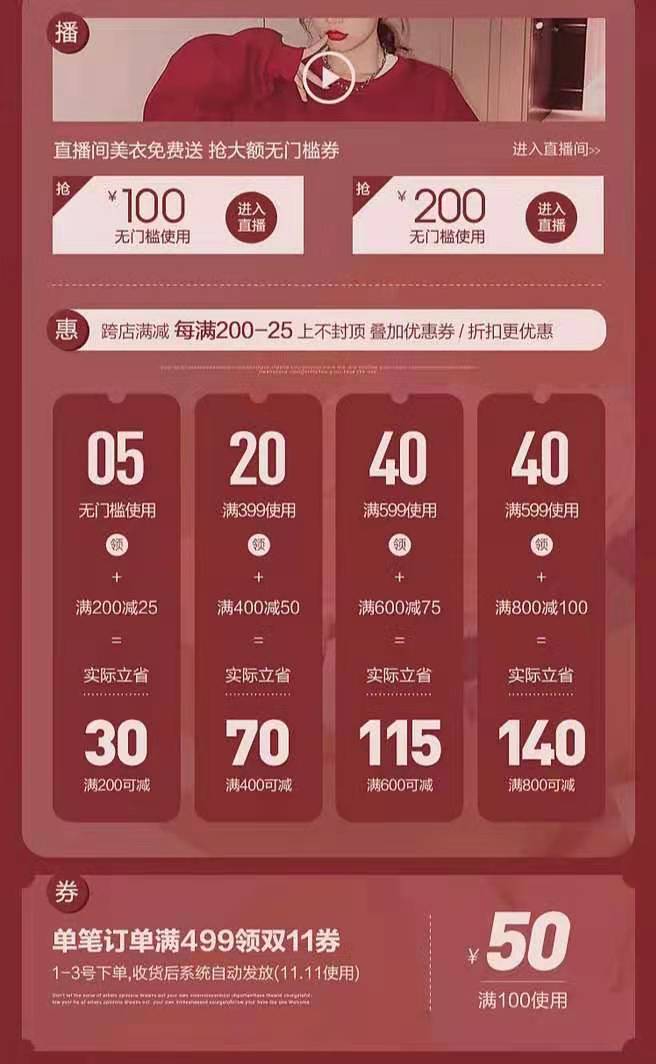 播
直播间美衣免费送 抢大额无门槛券 进入直播间>>
抢 ¥100 进入直播
无门槛使用
抢 ¥200 进入直播
无门槛使用
惠 跨店满减 每满200-25 上不封顶 叠加优惠券 / 折扣更优惠
05 20 40 40
无门槛使用 满399使用 满599使用 满599使用
领 领 领 领
+ + + +
满200减25 满400减50 满600减75 满800减100
= = = =
实际立省 实际立省 实际立省 实际立省
30 70 115 140
满200可减 满400可减 满600可减 满800可减
券
单笔订单满499领双11券 ¥50
1-3号下单,收货后系统自动发放(11.11使用) 满100使用